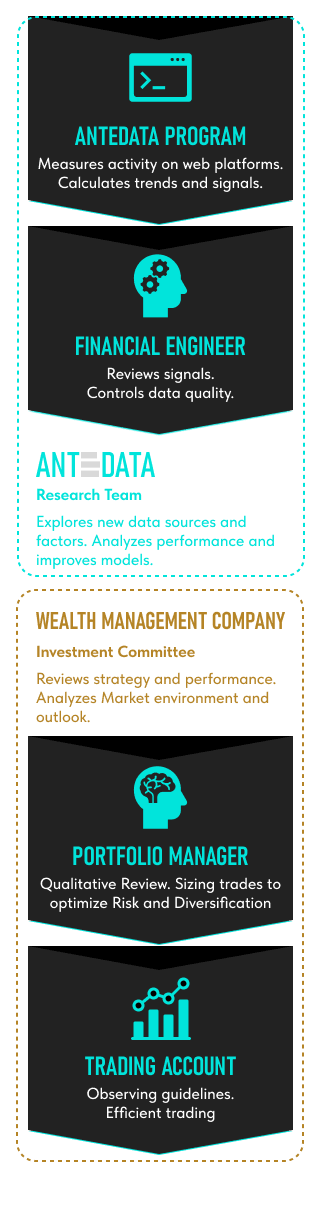 ANTEDATA PROGRAM
Measures activity on web platforms.
Calculates trends and signals.
FINANCIAL ENGINEER
Reviews signals.
Controls data quality.
ANTEDATA
Research Team
Explores new data sources and
factors. Analyzes performance and
improves models.
WEALTH MANAGEMENT COMPANY
Investment Committee
Reviews strategy and performance.
Analyzes Market environment and
outlook.
PORTFOLIO MANAGER
Qualitative Review. Sizing trades to
optimize Risk and Diversification
TRADING ACCOUNT
Observing guidelines.
Efficient trading